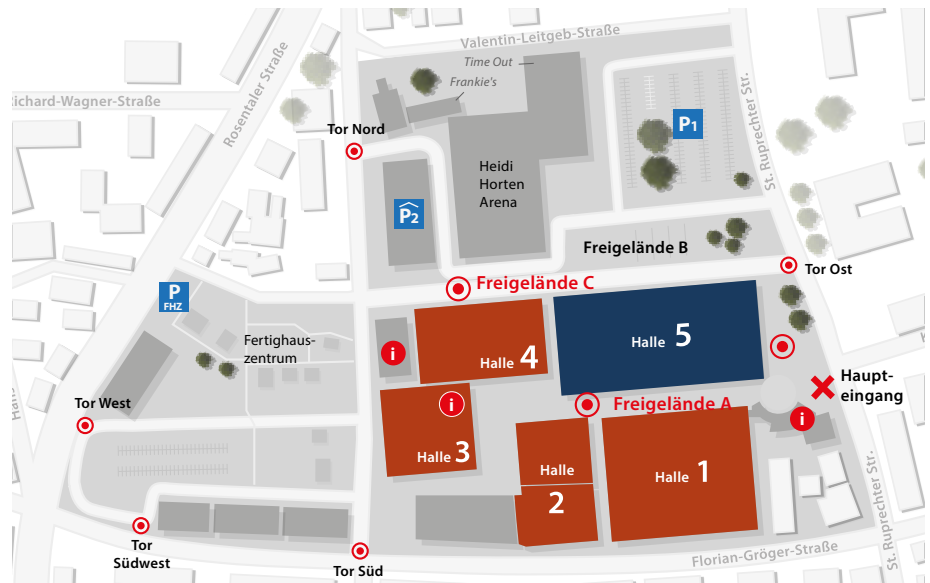 Valentin-Leitgeb-Straße
Time Out
Frankie's
Richard-Wagner-Straße
Rosentaler Straße
St. Ruprechter Str.
Tor Nord
P1
Heidi
Horten
Arena
P2
Freigelände B
Tor Ost
Freigelände C
P
FHZ
Fertighaus-
zentrum
i
Halle 4
Halle 5
Haupt-
eingang
Tor West
i
Freigelände A
i
Halle 3
Halle
2
Halle 1
St. Ruprechter Str.
Tor
Südwest
Tor Süd
Florian-Gröger-Straße